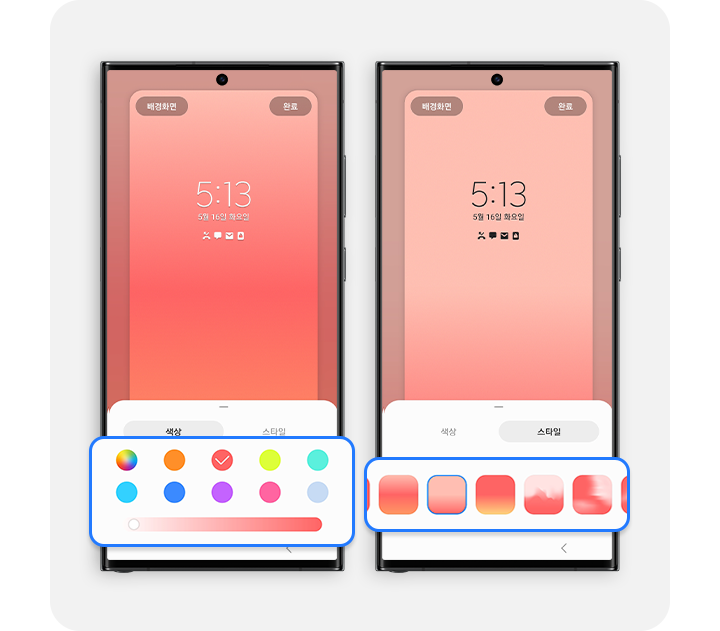 배경화면
완료
5:13
5월 16일 화요일
색상
스타일
배경화면
완료
5:13
5월 16일 화요일
색상
스타일